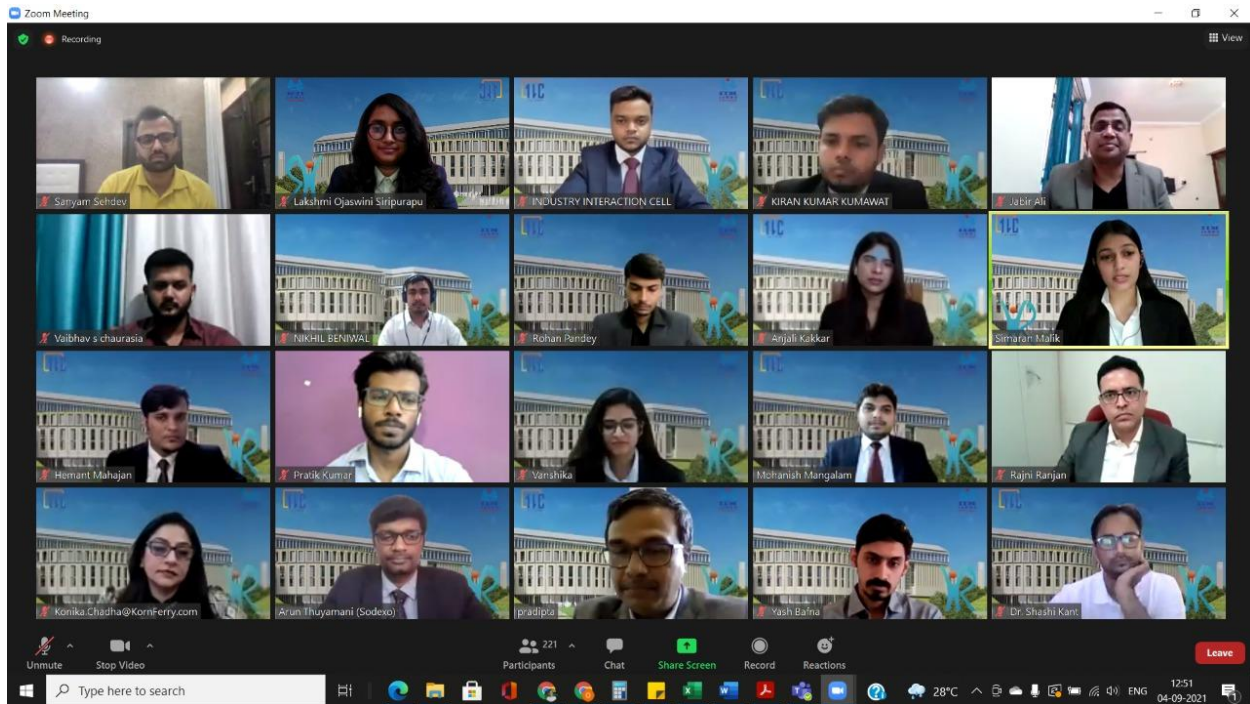 Zoom Meeting
Recording
View
Sanyam Sehdev
Lakshmi Ojaswini Siripurapu
INDUSTRY INTERACTION CELL
KIRAN KUMAR KUMAWAT
Jabir Ali
Vaibhav s chaurasia
NIKHIL BENIWAL
Rohan Pandey
Anjali Kakkar
Simaran Malik
Hemant Mahajan
Pratik Kumar
Vanshika
Mohanish Mangalam
Rajni Ranjan
Konika.Chadha@KornFerry.com
Arun Thuyamani (Sodexo)
pradipta
Yash Bafna
Dr. Shashi Kant
Unmute
Stop Video
221
Participants
Chat
Share Screen
Record
Reactions
Leave
Type here to search
28°C
ENG
12:51
04-09-2021
1